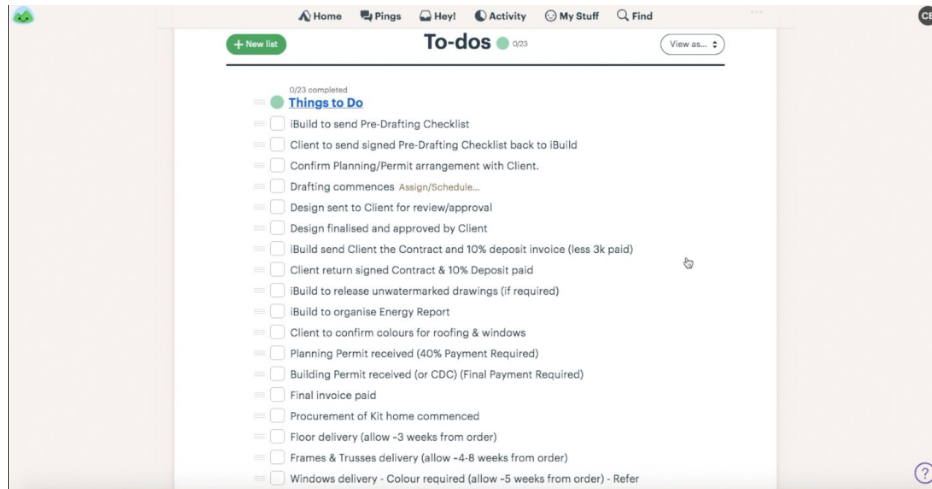 Home Pings Hey! Activity My Stuff Find
CE
+ New list
To-dos 0/23
View as...
0/23 completed
Things to Do
iBuild to send Pre-Drafting Checklist
Client to send signed Pre-Drafting Checklist back to iBuild
Confirm Planning/Permit arrangement with Client.
Drafting commences Assign/Schedule...
Design sent to Client for review/approval
Design finalised and approved by Client
iBuild send Client the Contract and 10% deposit invoice (less 3k paid)
Client return signed Contract & 10% Deposit paid
iBuild to release unwatermarked drawings (if required)
iBuild to organise Energy Report
Client to confirm colours for roofing & windows
Planning Permit received (40% Payment Required)
Building Permit received (or CDC) (Final Payment Required)
Final invoice paid
Procurement of Kit home commenced
Floor delivery (allow ~3 weeks from order)
Frames & Trusses delivery (allow ~4-8 weeks from order)
Windows delivery - Colour required (allow ~5 weeks from order) - Refer
?